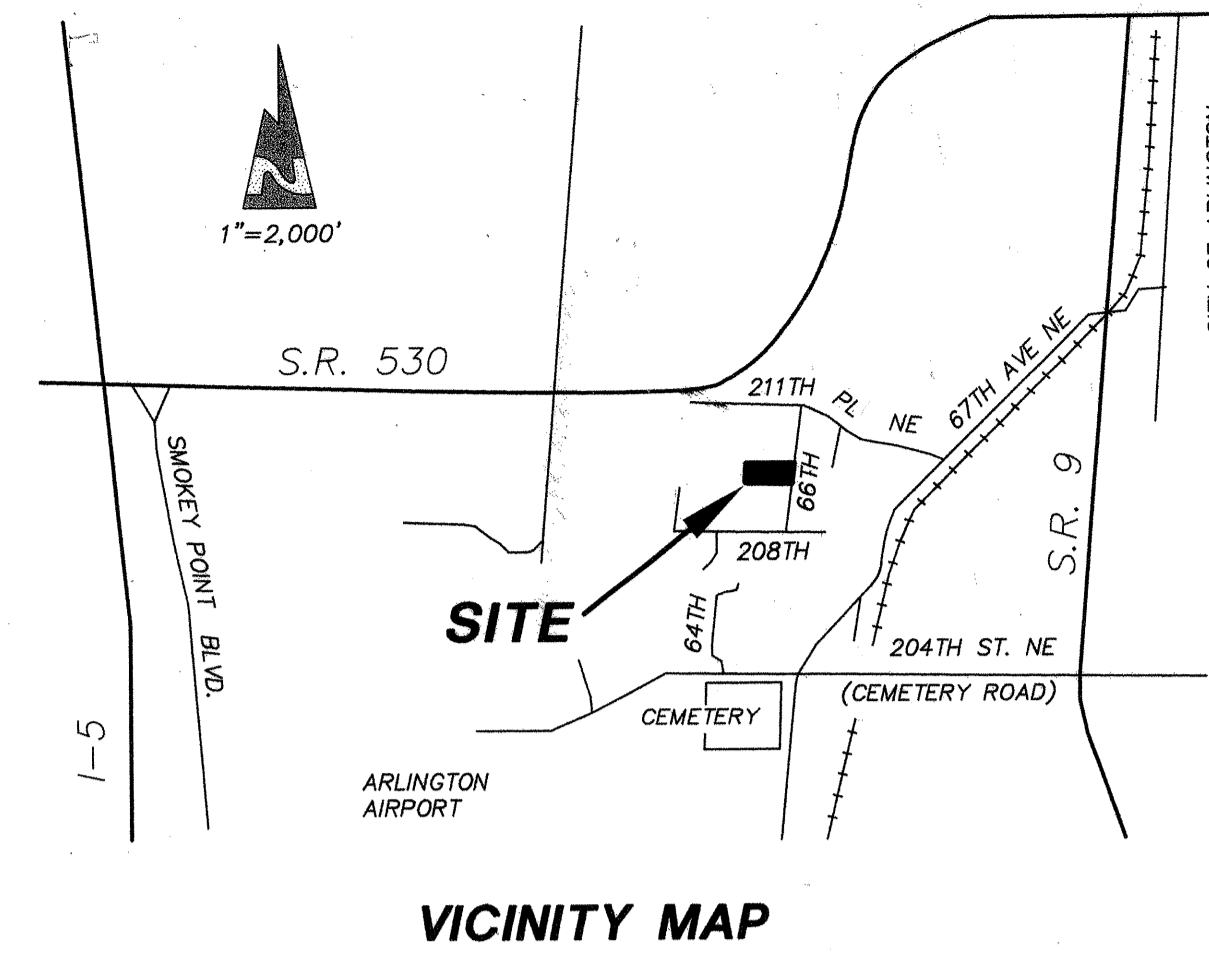 N
1"=2,000'
S.R. 530
211TH PL NE
67TH AVE NE
66TH
S.R. 9
SMOKEY POINT BLVD.
208TH
SITE
64TH
204TH ST. NE
(CEMETERY ROAD)
CEMETERY
I-5
ARLINGTON
AIRPORT
VICINITY MAP